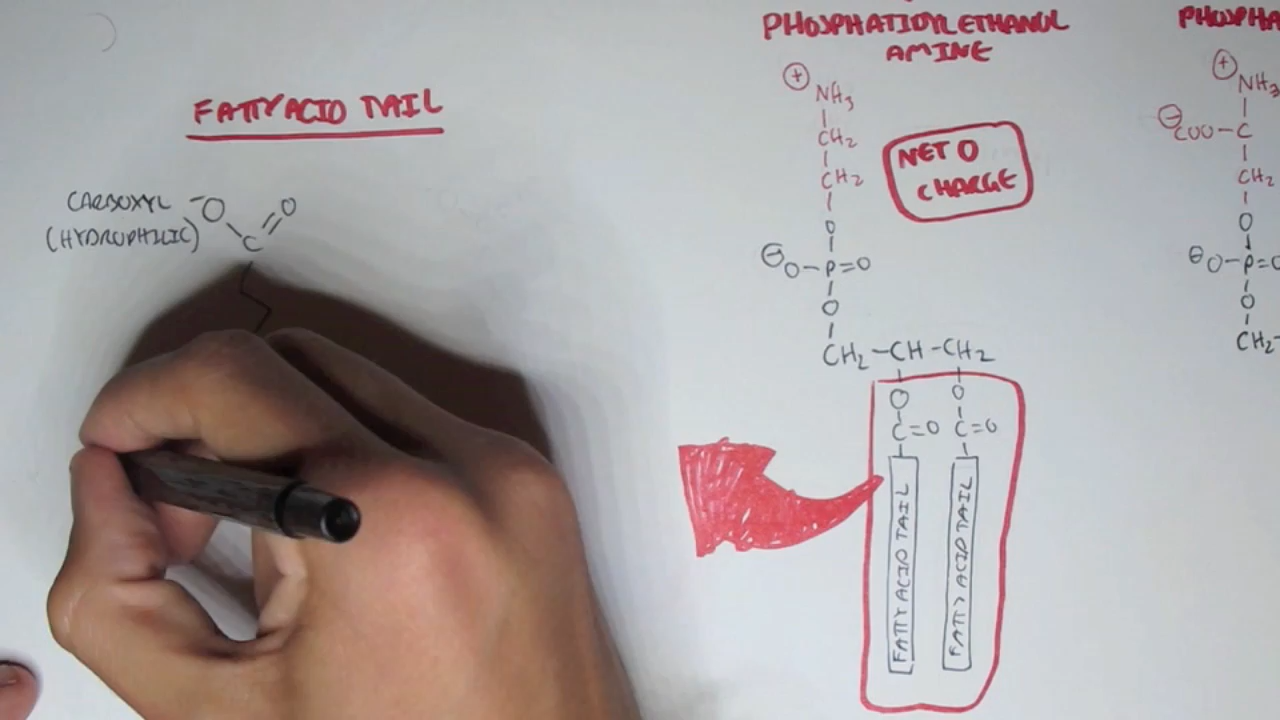 FATTY ACID TAIL
CARBOXYL
(HYDROPHILIC)
-O
O
C
PHOSPHATIDYLETHANOL
AMINE
+
NH3
CH2
CH2
O
⊖O-P=O
O
CH2-CH-CH2
O O
C=O C=O
FATTY ACID TAIL
FATTY ACID TAIL
NET 0
CHARGE
PHOSPHA
+
NH3
⊖COO-C
CH2
O
⊖O-P=O
O
CH2-